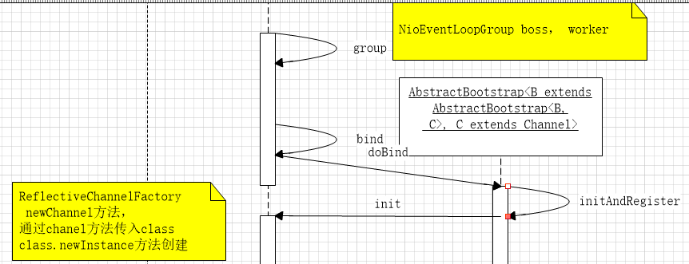 NioEventLoopGroup boss， worker
group
AbstractBootstrap<B extends
AbstractBootstrap<B,
C>, C extends Channel>
bind
doBind
ReflectiveChannelFactory
newChannel方法，
通过chanel方法传入class
class.newInstance方法创建
init
initAndRegister